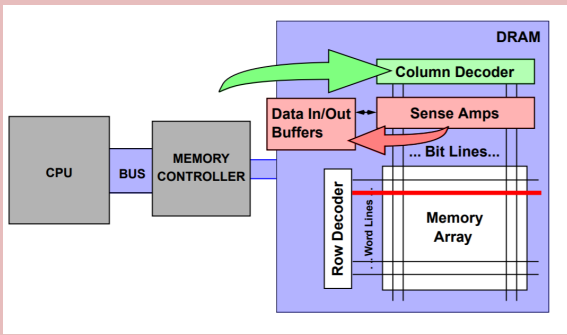 DRAM
Column Decoder
Data In/Out
Buffers
Sense Amps
... Bit Lines...
CPU
BUS
MEMORY
CONTROLLER
Row Decoder
... Word Lines ...
Memory
Array